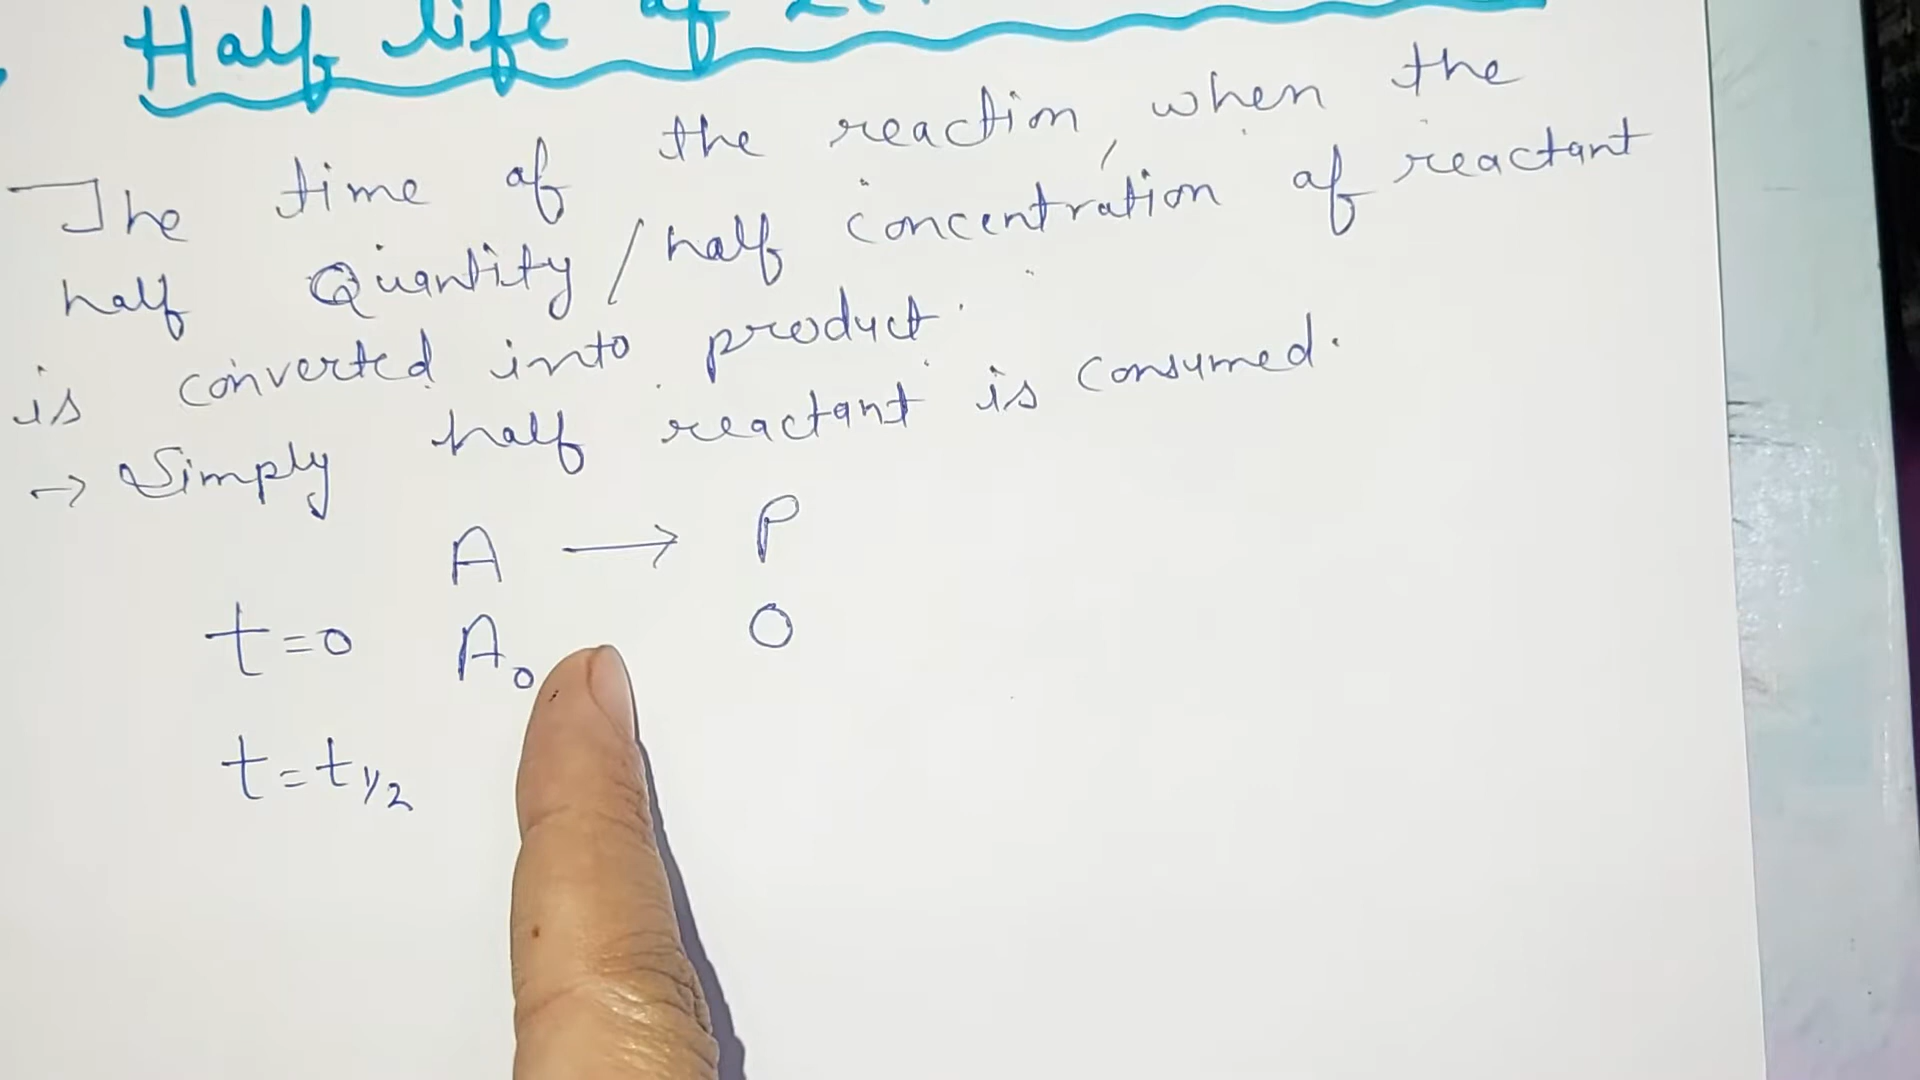 Half life of
The time of the reaction, when the
half Quantity / half concentration of reactant
is converted into product.
→ Simply half reactant is consumed.
A → P
t=0 A₀ 0
t=t1/2